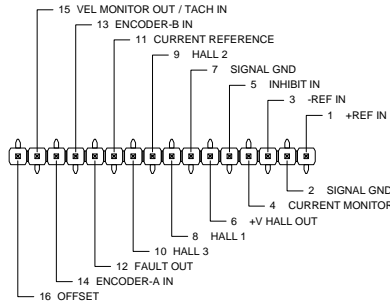 15 VEL MONITOR OUT / TACH IN
13 ENCODER-B IN
11 CURRENT REFERENCE
9 HALL 2
7 SIGNAL GND
5 INHIBIT IN
3 -REF IN
1 +REF IN
2 SIGNAL GND
4 CURRENT MONITOR
6 +V HALL OUT
8 HALL 1
10 HALL 3
12 FAULT OUT
14 ENCODER-A IN
16 OFFSET